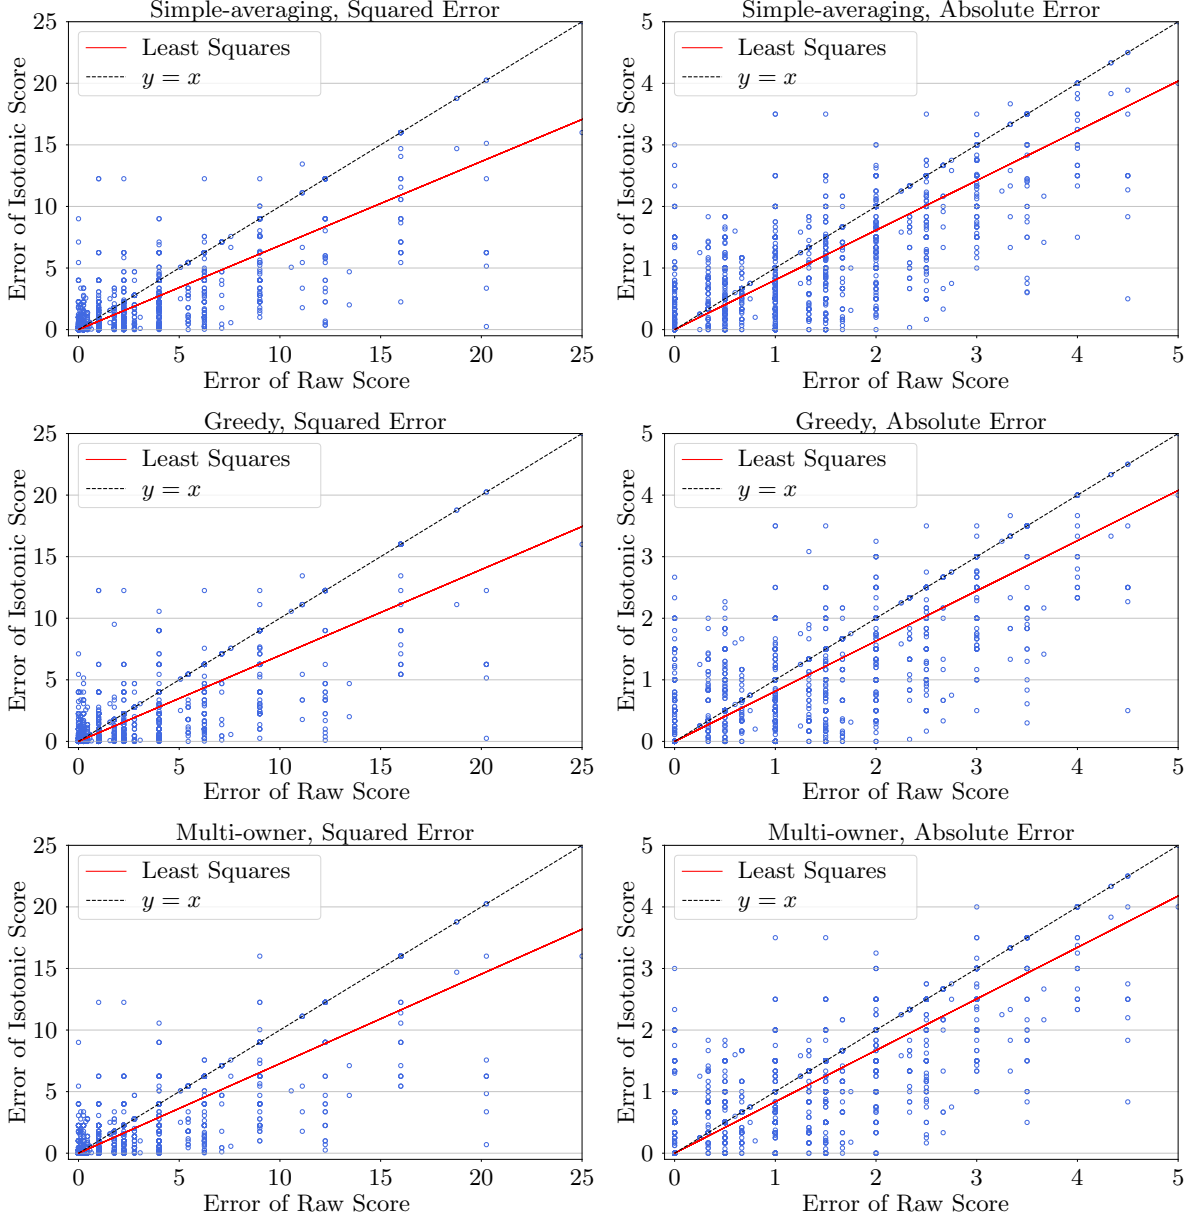 Simple-averaging, Squared Error
Least Squares
y = x
Error of Isotonic Score
25
20
15
10
5
0
0 5 10 15 20 25
Error of Raw Score
Simple-averaging, Absolute Error
Least Squares
y = x
Error of Isotonic Score
5
4
3
2
1
0
0 1 2 3 4 5
Error of Raw Score
Greedy, Squared Error
Least Squares
y = x
Error of Isotonic Score
25
20
15
10
5
0
0 5 10 15 20 25
Error of Raw Score
Greedy, Absolute Error
Least Squares
y = x
Error of Isotonic Score
5
4
3
2
1
0
0 1 2 3 4 5
Error of Raw Score
Multi-owner, Squared Error
Least Squares
y = x
Error of Isotonic Score
25
20
15
10
5
0
0 5 10 15 20 25
Error of Raw Score
Multi-owner, Absolute Error
Least Squares
y = x
Error of Isotonic Score
5
4
3
2
1
0
0 1 2 3 4 5
Error of Raw Score